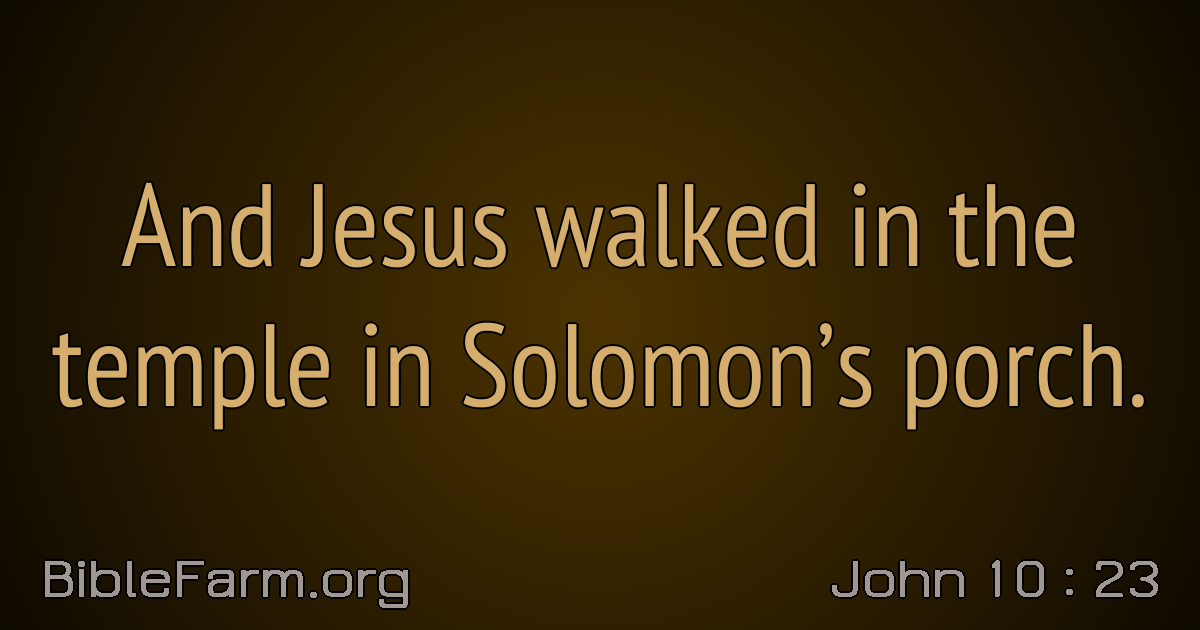 And Jesus walked in the
temple in Solomon’s porch.
BibleFarm.org
John 10 : 23